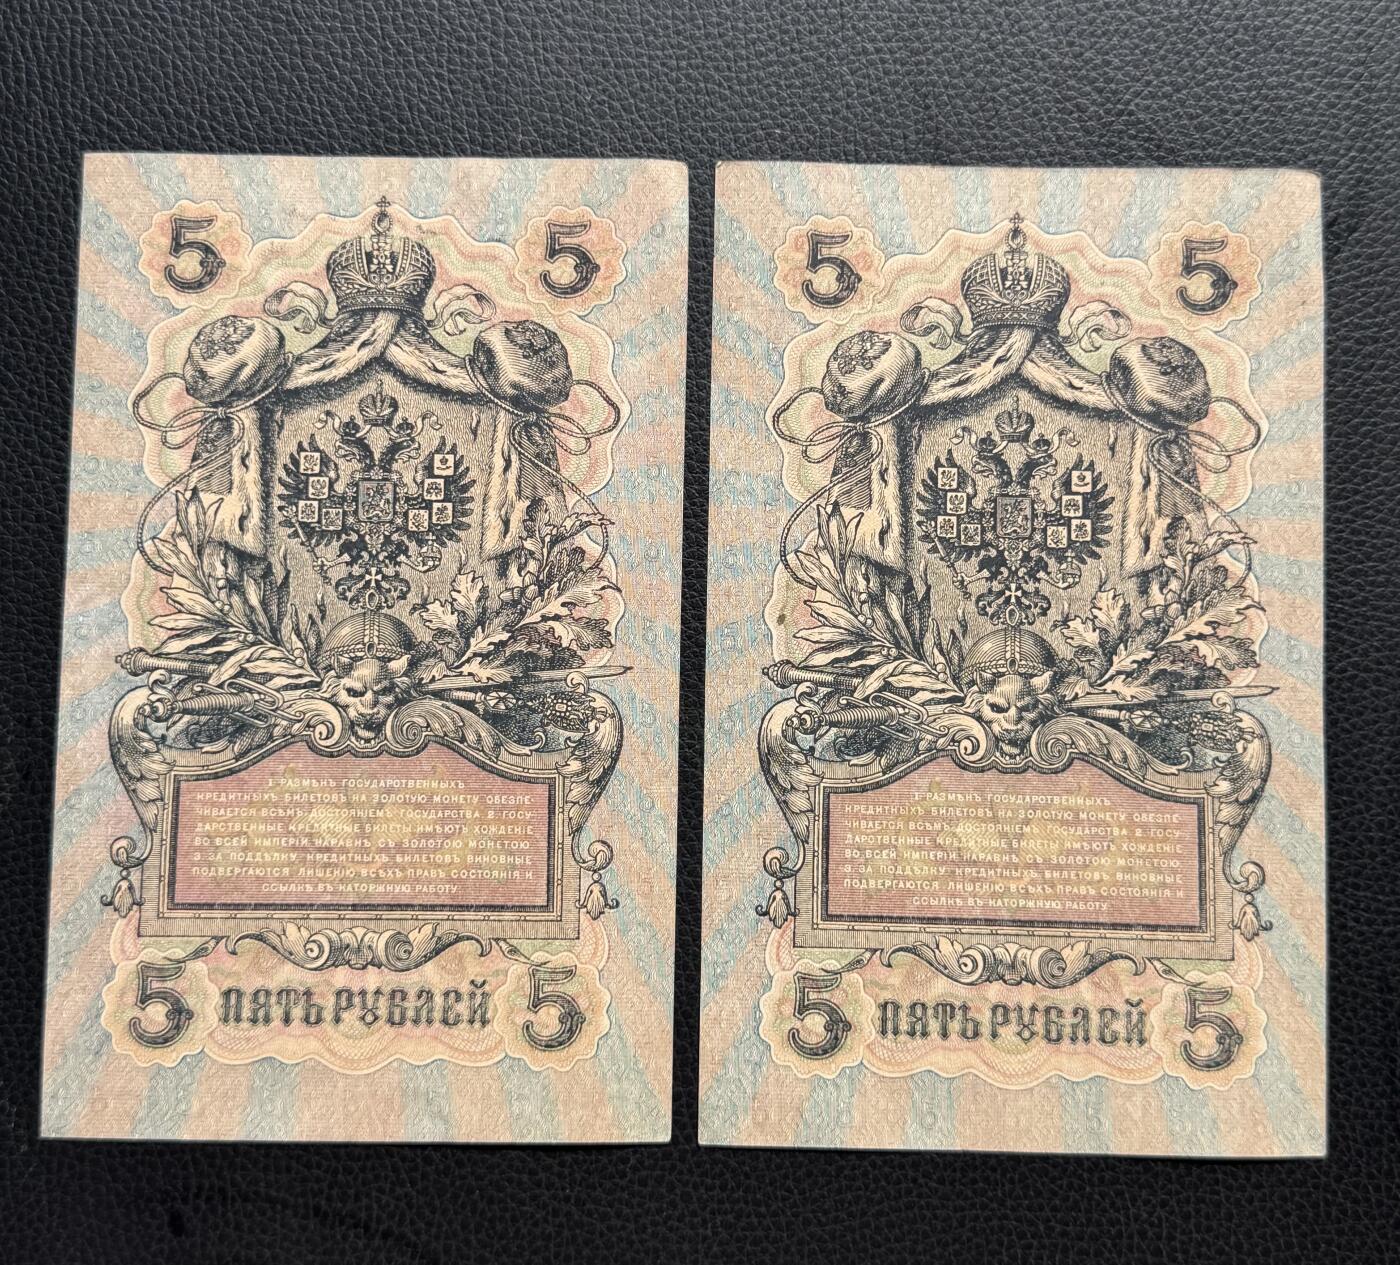 5 5
1 РАЗМѢНЪ ГОСУДАРСТВЕННЫХЪ
КРЕДИТНЫХЪ БИЛЕТОВЪ НА ЗОЛОТУЮ МОНЕТУ ОБЕЗПЕ-
ЧИВАЕТСЯ ВСѢМЪ ДОСТОЯНІЕМЪ ГОСУДАРСТВА 2. ГОСУ-
ДАРСТВЕННЫЕ КРЕДИТНЫЕ БИЛЕТЫ ИМѢЮТЪ ХОЖДЕНІЕ
ВО ВСЕЙ ИМПЕРІИ НАРАВНѢ СЪ ЗОЛОТОЮ МОНЕТОЮ
3. ЗА ПОДДѢЛКУ КРЕДИТНЫХЪ БИЛЕТОВЪ ВИНОВНЫЕ
ПОДВЕРГАЮТСЯ ЛИШЕНІЮ ВСѢХЪ ПРАВЪ СОСТОЯНІЯ И
ССЫЛКѢ ВЪ КАТОРЖНУЮ РАБОТУ
5 ПЯТЬ РУБЛЕЙ 5
5 5
1 РАЗМѢНЪ ГОСУДАРСТВЕННЫХЪ
КРЕДИТНЫХЪ БИЛЕТОВЪ НА ЗОЛОТУЮ МОНЕТУ ОБЕЗПЕ-
ЧИВАЕТСЯ ВСѢМЪ ДОСТОЯНІЕМЪ ГОСУДАРСТВА 2. ГОСУ-
ДАРСТВЕННЫЕ КРЕДИТНЫЕ БИЛЕТЫ ИМѢЮТЪ ХОЖДЕНІЕ
ВО ВСЕЙ ИМПЕРІИ НАРАВНѢ СЪ ЗОЛОТОЮ МОНЕТОЮ
3. ЗА ПОДДѢЛКУ КРЕДИТНЫХЪ БИЛЕТОВЪ ВИНОВНЫЕ
ПОДВЕРГАЮТСЯ ЛИШЕНІЮ ВСѢХЪ ПРАВЪ СОСТОЯНІЯ И
ССЫЛКѢ ВЪ КАТОРЖНУЮ РАБОТУ
5 ПЯТЬ РУБЛЕЙ 5